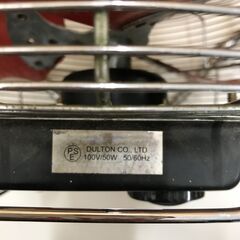 PS
E
DULTON CO., LTD
100V/50W 50/60Hz